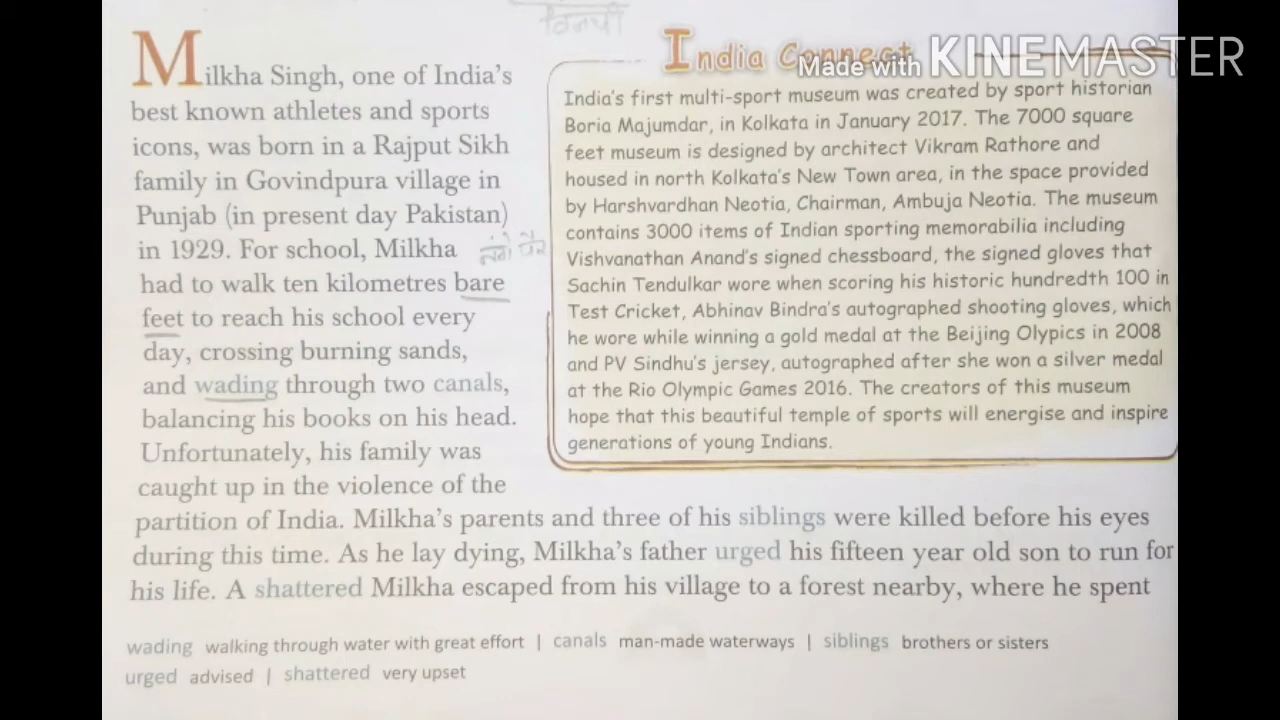 विजयी
Milkha Singh, one of India's
best known athletes and sports
icons, was born in a Rajput Sikh
family in Govindpura village in
Punjab (in present day Pakistan)
in 1929. For school, Milkha
नंगे पैर
had to walk ten kilometres bare
feet to reach his school every
day, crossing burning sands,
and wading through two canals,
balancing his books on his head.
Unfortunately, his family was
caught up in the violence of the
India Connect
Made with KINEMASTER
India's first multi-sport museum was created by sport historian
Boria Majumdar, in Kolkata in January 2017. The 7000 square
feet museum is designed by architect Vikram Rathore and
housed in north Kolkata's New Town area, in the space provided
by Harshvardhan Neotia, Chairman, Ambuja Neotia. The museum
contains 3000 items of Indian sporting memorabilia including
Vishvanathan Anand's signed chessboard, the signed gloves that
Sachin Tendulkar wore when scoring his historic hundredth 100 in
Test Cricket, Abhinav Bindra's autographed shooting gloves, which
he wore while winning a gold medal at the Beijing Olypics in 2008
and PV Sindhu's jersey, autographed after she won a silver medal
at the Rio Olympic Games 2016. The creators of this museum
hope that this beautiful temple of sports will energise and inspire
generations of young Indians.
partition of India. Milkha's parents and three of his siblings were killed before his eyes
during this time. As he lay dying, Milkha's father urged his fifteen year old son to run for
his life. A shattered Milkha escaped from his village to a forest nearby, where he spent
wading walking through water with great effort | canals man-made waterways | siblings brothers or sisters
urged advised | shattered very upset